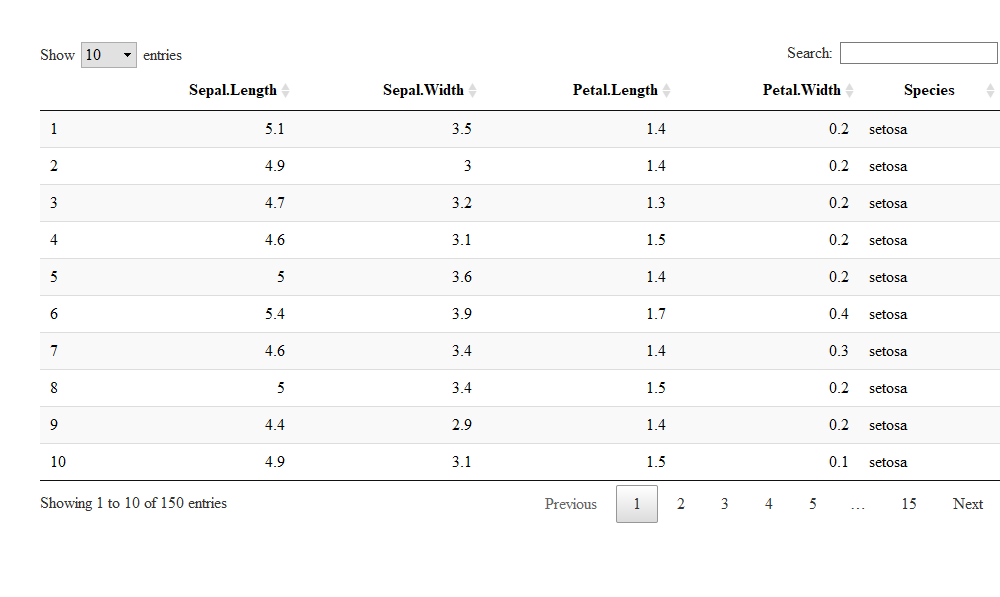 Show 10 entries Search:
Sepal.Length Sepal.Width Petal.Length Petal.Width Species
1 5.1 3.5 1.4 0.2 setosa
2 4.9 3 1.4 0.2 setosa
3 4.7 3.2 1.3 0.2 setosa
4 4.6 3.1 1.5 0.2 setosa
5 5 3.6 1.4 0.2 setosa
6 5.4 3.9 1.7 0.4 setosa
7 4.6 3.4 1.4 0.3 setosa
8 5 3.4 1.5 0.2 setosa
9 4.4 2.9 1.4 0.2 setosa
10 4.9 3.1 1.5 0.1 setosa
Showing 1 to 10 of 150 entries Previous 1 2 3 4 5 … 15 Next